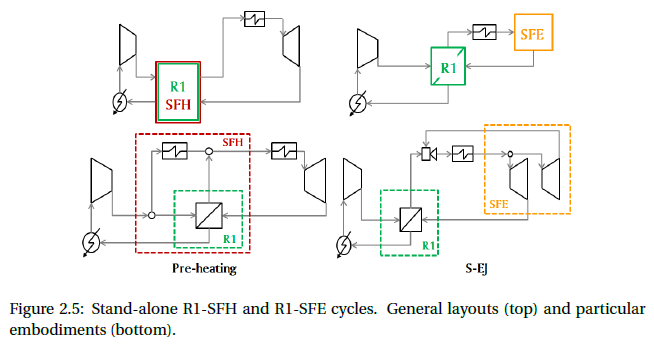 R1
SFH
SFE
R1
SFH
R1
SFE
R1
Pre-heating
S-EJ
Figure 2.5: Stand-alone R1-SFH and R1-SFE cycles. General layouts (top) and particular
embodiments (bottom).